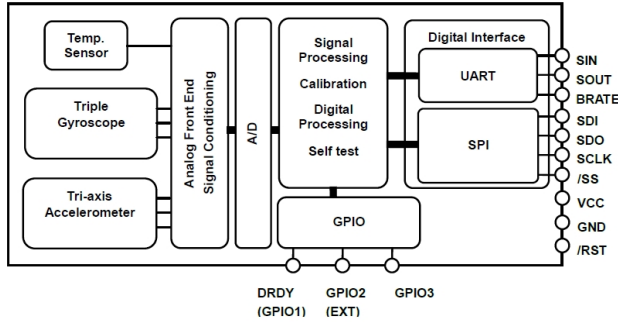 Temp.
Sensor
Triple
Gyroscope
Tri-axis
Accelerometer
Analog Front End
Signal Conditioning
A/D
Signal
Processing
Calibration
Digital
Processing
Self test
GPIO
Digital Interface
UART
SPI
SIN
SOUT
BRATE
SDI
SDO
SCLK
/SS
VCC
GND
/RST
DRDY
(GPIO1)
GPIO2
(EXT)
GPIO3